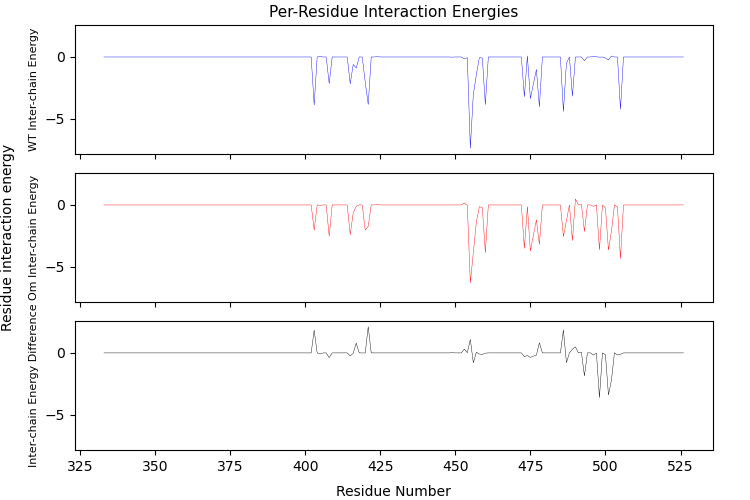 Per-Residue Interaction Energies
Residue interaction energy
WT Inter-chain Energy
0
−5
Om Inter-chain Energy
0
−5
Inter-chain Energy Difference
0
−5
325 350 375 400 425 450 475 500 525
Residue Number